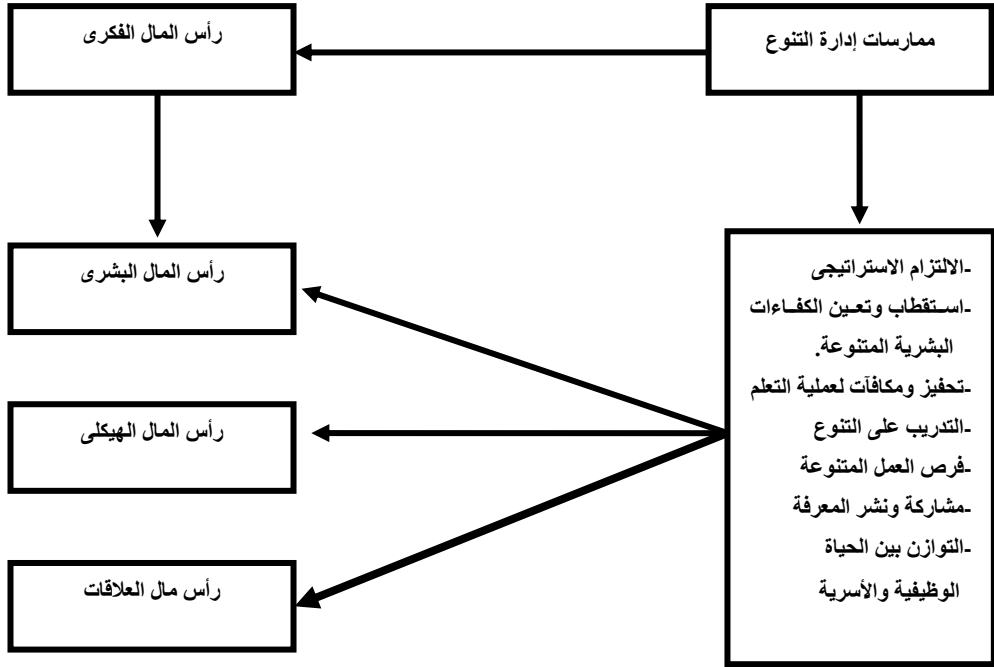 ممارسات إدارة التنوع
رأس المال الفكرى
-الالتزام الاستراتيجى
-استقطاب وتعين الكفاءات
البشرية المتنوعة.
-تحفيز ومكافآت لعملية التعلم
-التدريب على التنوع
-فرص العمل المتنوعة
-مشاركة ونشر المعرفة
-التوازن بين الحياة
الوظيفية والأسرية
رأس المال البشرى
رأس المال الهيكلى
رأس مال العلاقات